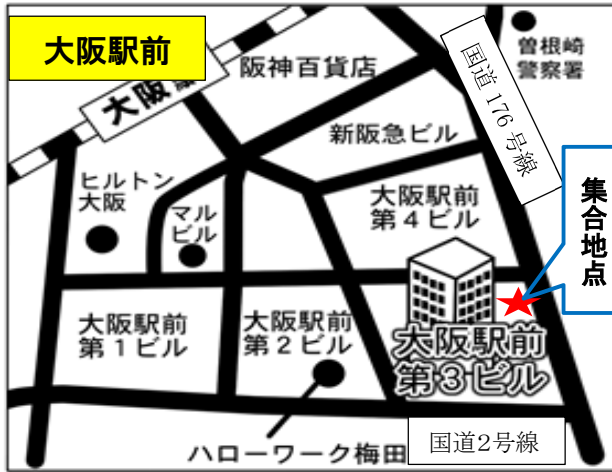 大阪駅前
大阪駅
阪神百貨店
国道176号線
曽根崎
警察署
新阪急ビル
ヒルトン
大阪
マル
ビル
大阪駅前
第4ビル
集合地点
大阪駅前
第1ビル
大阪駅前
第2ビル
大阪駅前
第3ビル
ハローワーク梅田
国道2号線